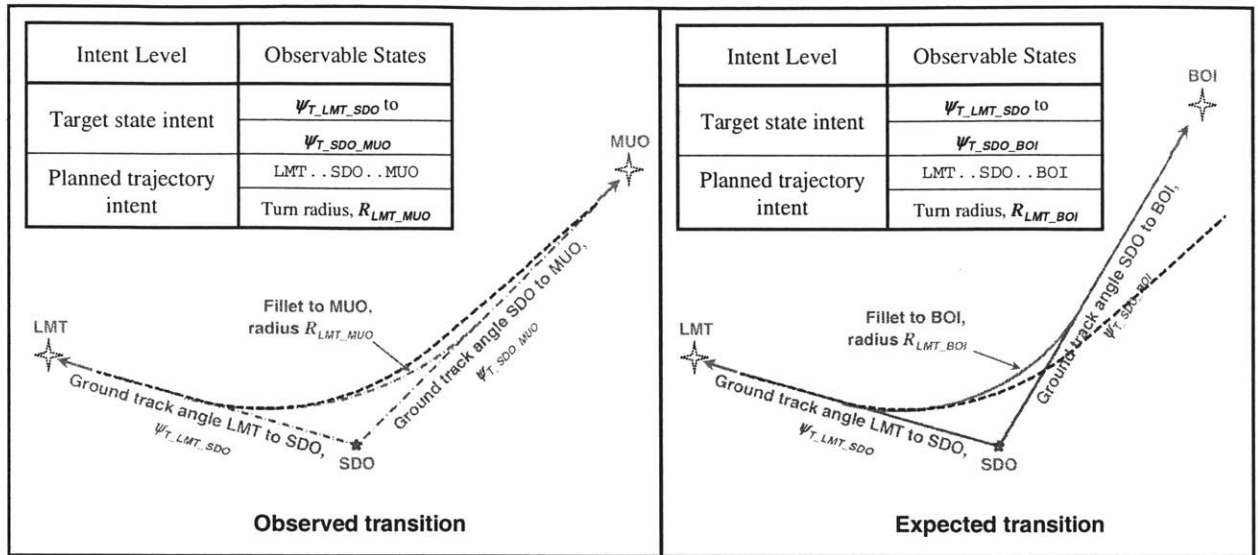 Intent Level Observable States
Target state intent
ψT_LMT_SDO to
ψT_SDO_MUO
Planned trajectory
intent
LMT..SDO..MUO
Turn radius, RLMT_MUO
MUO
LMT
Fillet to MUO,
radius RLMT_MUO
Ground track angle SDO to MUO,
ψT_SDO_MUO
Ground track angle LMT to SDO,
ψT_LMT_SDO
SDO
Observed transition
Intent Level Observable States
Target state intent
ψT_LMT_SDO to
ψT_SDO_BOI
Planned trajectory
intent
LMT..SDO..BOI
Turn radius, RLMT_BOI
BOI
LMT
Fillet to BOI,
radius RLMT_BOI
Ground track angle SDO to BOI,
ψT_SDO_BOI
Ground track angle LMT to SDO,
ψT_LMT_SDO
SDO
Expected transition